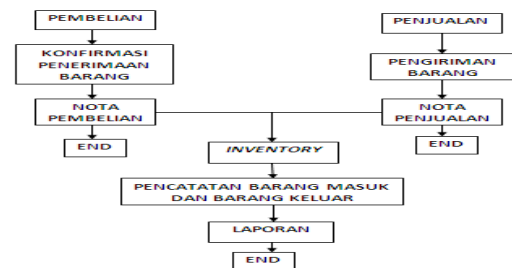 PEMBELIAN
KONFIRMASI
PENERIMAAN
BARANG
NOTA
PEMBELIAN
END
PENJUALAN
PENGIRIMAN
BARANG
NOTA
PENJUALAN
END
INVENTORY
PENCATATAN BARANG MASUK
DAN BARANG KELUAR
LAPORAN
END